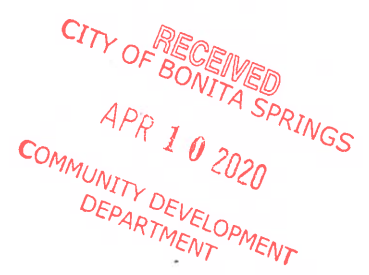 RECEIVED
CITY OF BONITA SPRINGS
APR 10 2020
COMMUNITY DEVELOPMENT
DEPARTMENT